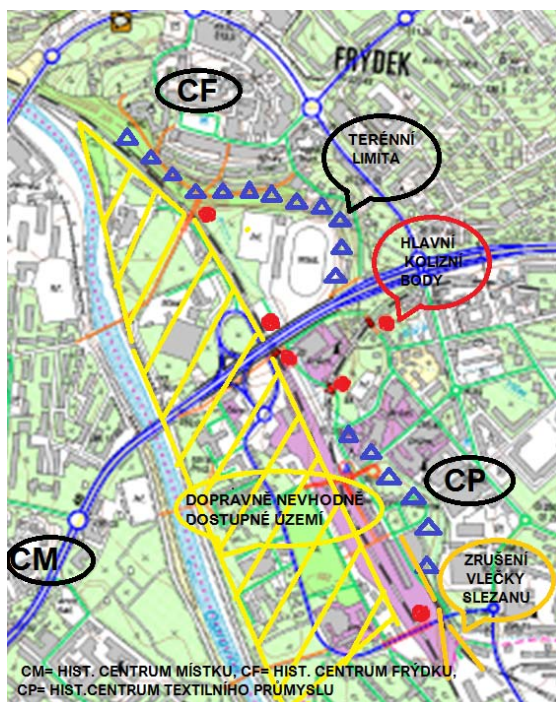 FRÝDEK
CF
TERÉNNÍ
LIMITA
HLAVNÍ
KOLIZNÍ
BODY
CP
DOPRAVNĚ NEVHODNĚ
DOSTUPNÉ ÚZEMÍ
CM
ZRUŠENÍ
VLEČKY
SLEZANU
CM= HIST. CENTRUM MÍSTKU, CF= HIST. CENTRUM FRÝDKU,
CP= HIST.CENTRUM TEXTILNÍHO PRŮMYSLU